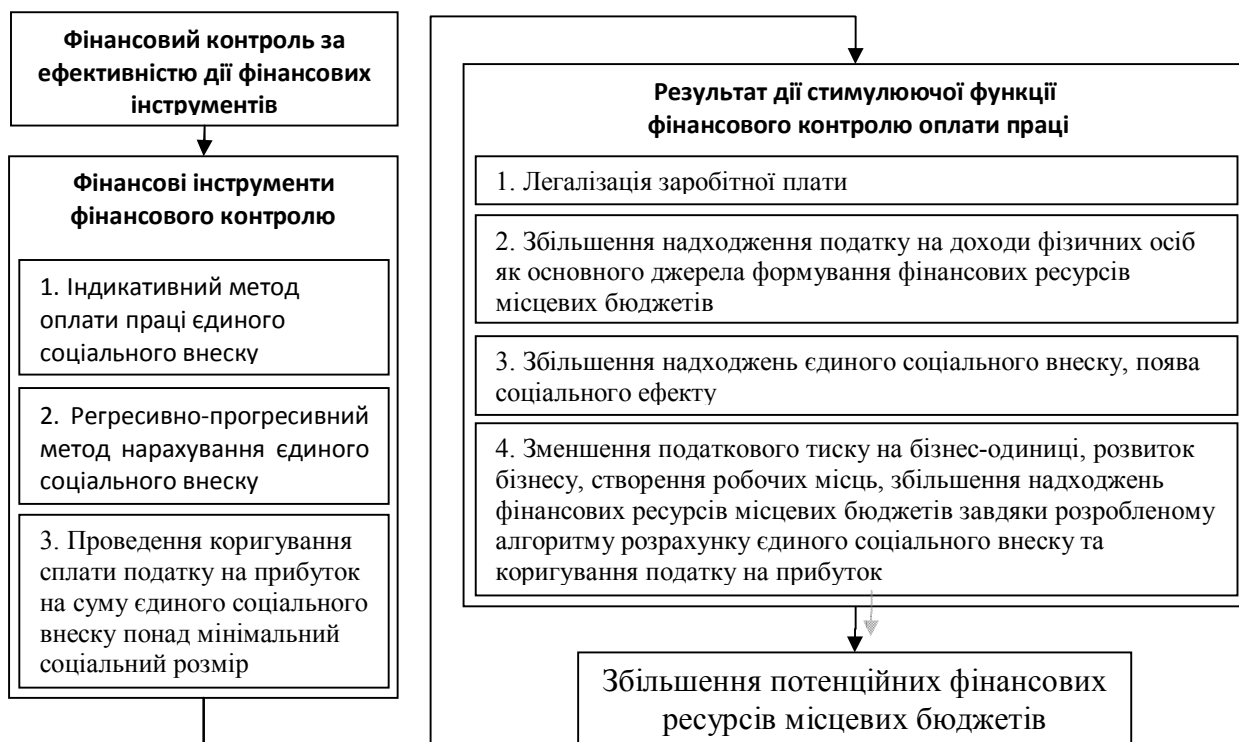 Фінансовий контроль за
ефективністю дії фінансових
інструментів
Фінансові інструменти
фінансового контролю
1. Індикативний метод
оплати праці єдиного
соціального внеску
2. Регресивно-прогресивний
метод нарахування єдиного
соціального внеску
3. Проведення коригування
сплати податку на прибуток
на суму єдиного соціального
внеску понад мінімальний
соціальний розмір
Результат дії стимулюючої функції
фінансового контролю оплати праці
1. Легалізація заробітної плати
2. Збільшення надходження податку на доходи фізичних осіб
як основного джерела формування фінансових ресурсів
місцевих бюджетів
3. Збільшення надходжень єдиного соціального внеску, поява
соціального ефекту
4. Зменшення податкового тиску на бізнес-одиниці, розвиток
бізнесу, створення робочих місць, збільшення надходжень
фінансових ресурсів місцевих бюджетів завдяки розробленому
алгоритму розрахунку єдиного соціального внеску та
коригування податку на прибуток
Збільшення потенційних фінансових
ресурсів місцевих бюджетів